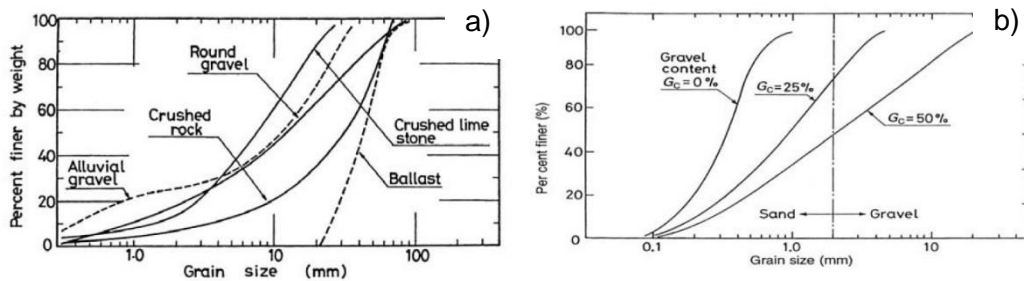 a)
Percent finer by weight
100
80
60
40
20
0
Round
gravel
Crushed
rock
Alluvial
gravel
Crushed lime
stone
Ballast
1.0
10
100
Grain size (mm)
b)
Per cent finer (%)
100
80
60
40
20
0
Gravel
content
Gc=0%
Gc=25%
Gc=50%
Sand
Gravel
0.1
1.0
10
Grain size (mm)